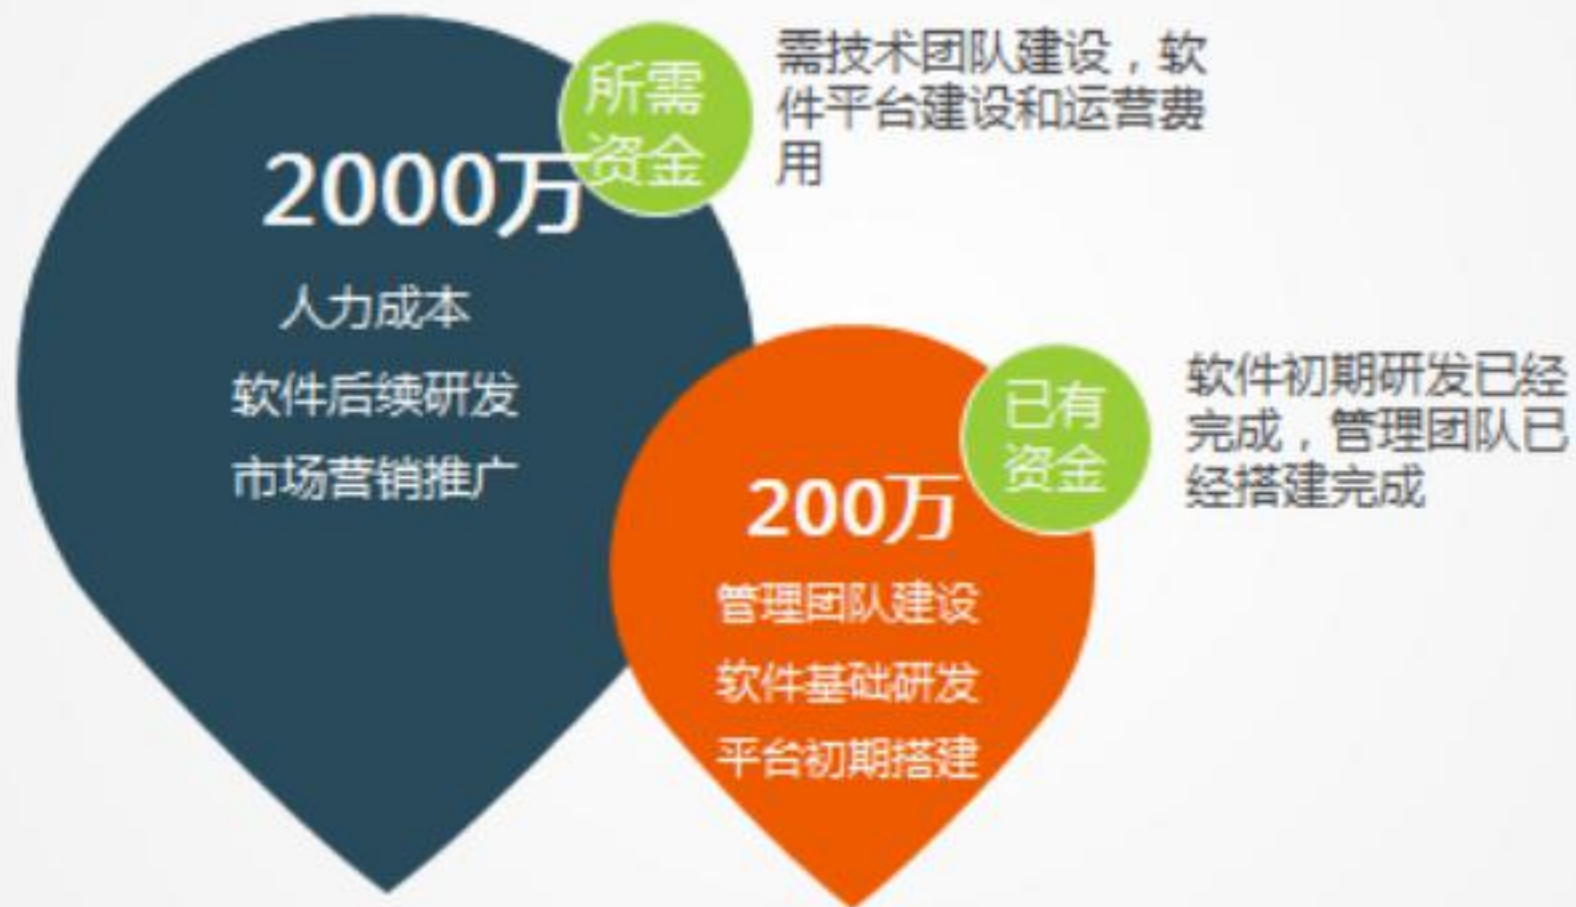 所需
资金
需技术团队建设，软
件平台建设和运营费
用
2000万
人力成本
软件后续研发
市场营销推广
已有
资金
软件初期研发已经
完成，管理团队已
经搭建完成
200万
管理团队建设
软件基础研发
平台初期搭建